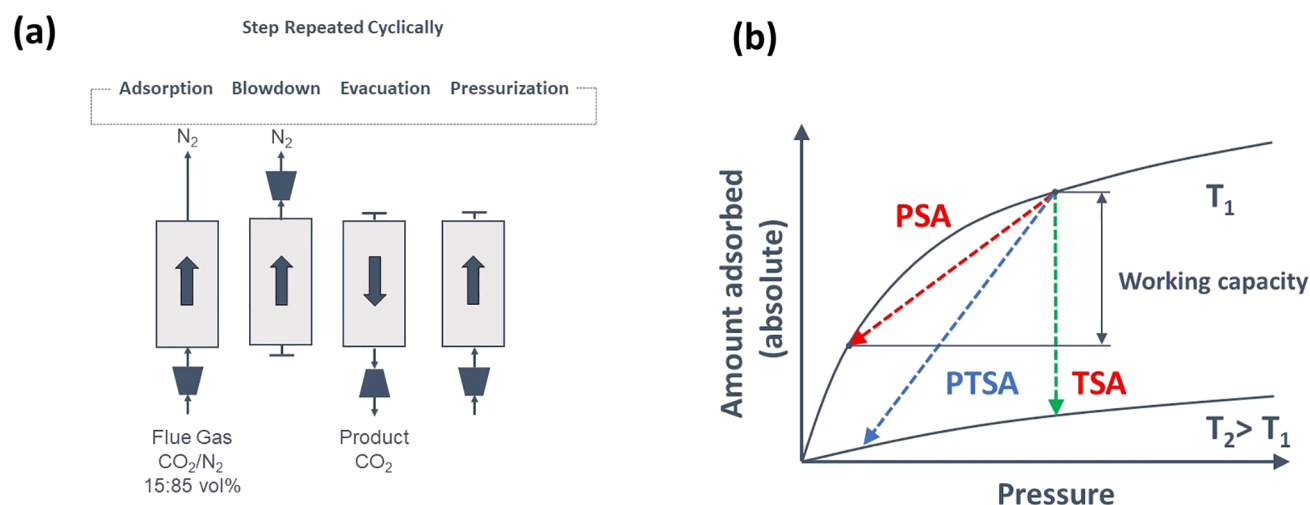 (a)
Step Repeated Cyclically
Adsorption Blowdown Evacuation Pressurization
N₂ N₂
Flue Gas
CO₂/N₂
15:85 vol%
Product
CO₂
(b)
Amount adsorbed
(absolute)
PSA
T₁
Working capacity
PTSA
TSA
T₂> T₁
Pressure